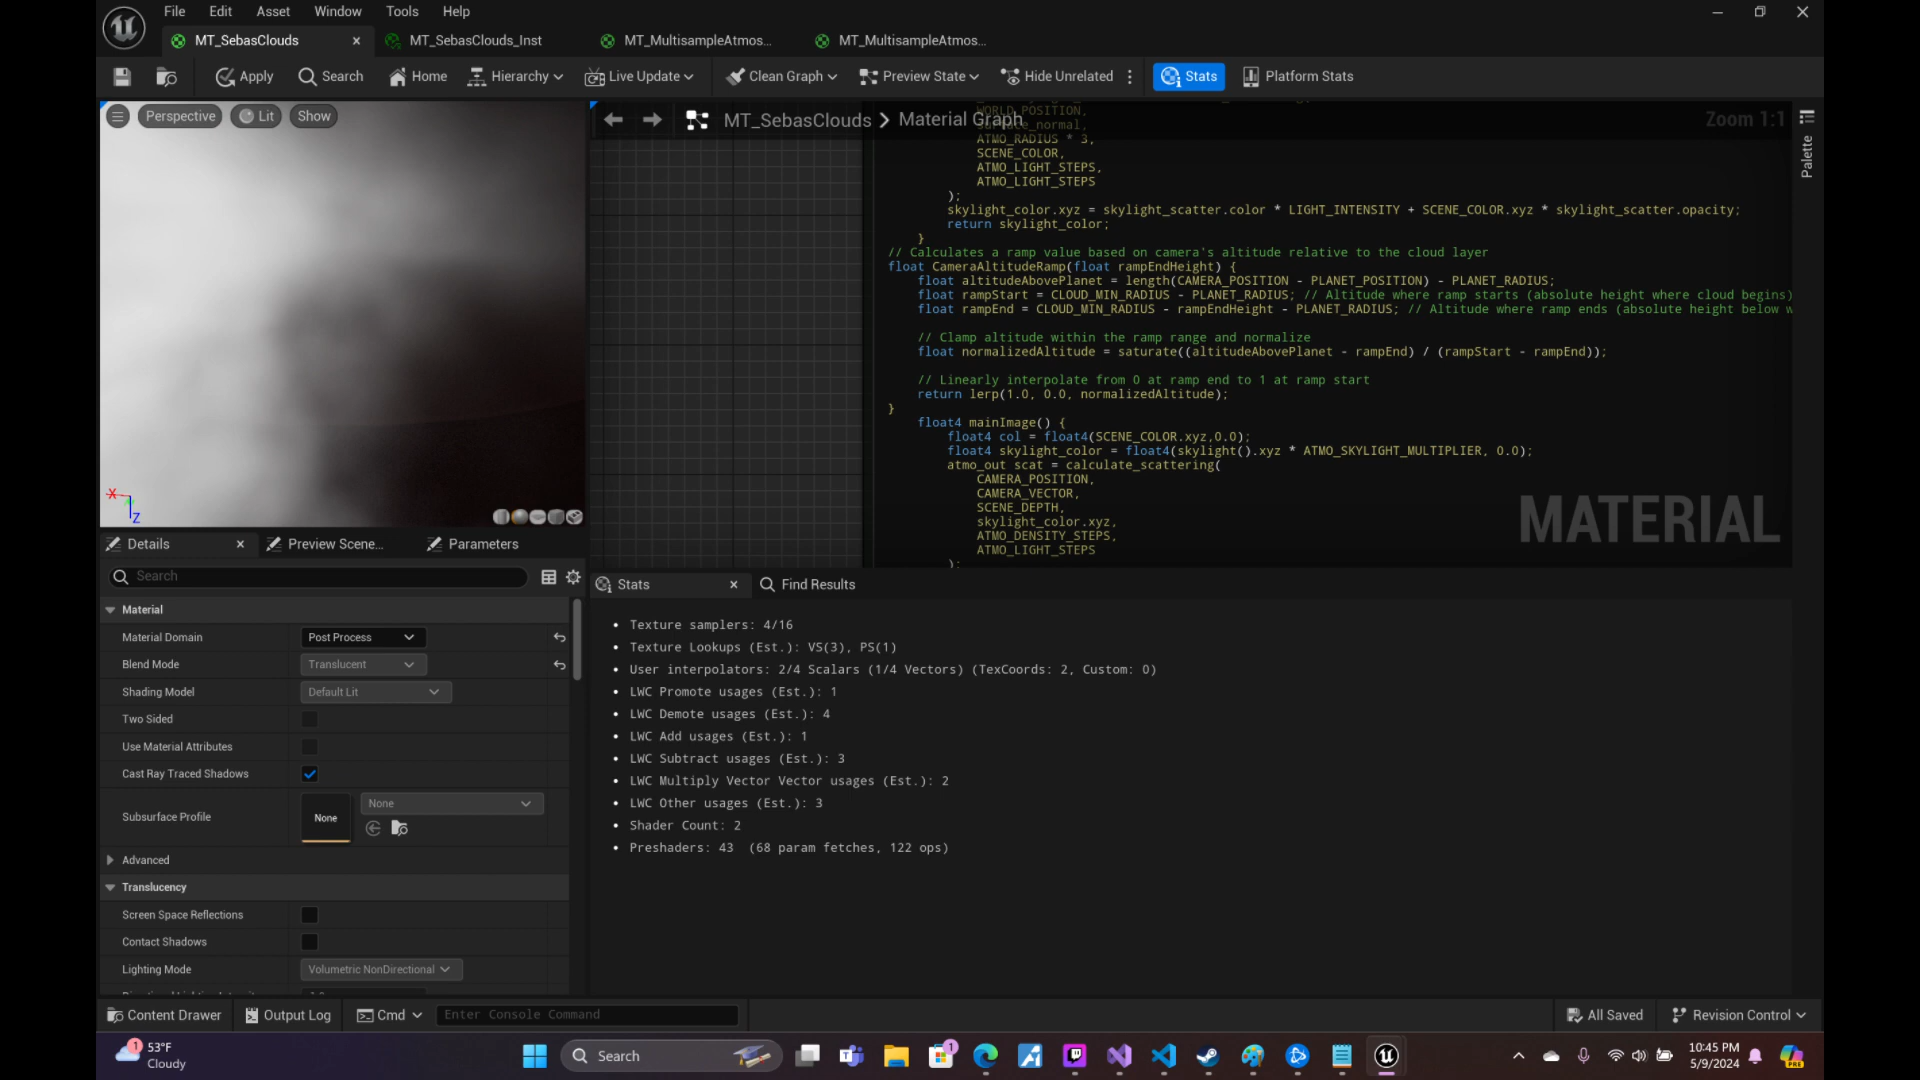 File Edit Asset Window Tools Help
MT_SebasClouds MT_SebasClouds_Inst MT_MultisampleAtmos... MT_MultisampleAtmos...
Apply Search Home Hierarchy Live Update Clean Graph Preview State Hide Unrelated Stats Platform Stats
Perspective Lit Show
MT_SebasClouds > Material Graph
Zoom 1:1
Palette
WORLD_POSITION,
surface_normal,
ATMO_RADIUS * 3,
SCENE_COLOR,
ATMO_LIGHT_STEPS,
ATMO_LIGHT_STEPS
);
skylight_color.xyz = skylight_scatter.color * LIGHT_INTENSITY + SCENE_COLOR.xyz * skylight_scatter.opacity;
return skylight_color;
}
// Calculates a ramp value based on camera's altitude relative to the cloud layer
float CameraAltitudeRamp(float rampEndHeight) {
float altitudeAbovePlanet = length(CAMERA_POSITION - PLANET_POSITION) - PLANET_RADIUS;
float rampStart = CLOUD_MIN_RADIUS - PLANET_RADIUS; // Altitude where ramp starts (absolute height where cloud begins)
float rampEnd = CLOUD_MIN_RADIUS - rampEndHeight - PLANET_RADIUS; // Altitude where ramp ends (absolute height below w
// Clamp altitude within the ramp range and normalize
float normalizedAltitude = saturate((altitudeAbovePlanet - rampEnd) / (rampStart - rampEnd));
// Linearly interpolate from 0 at ramp end to 1 at ramp start
return lerp(1.0, 0.0, normalizedAltitude);
}
float4 mainImage() {
float4 col = float4(SCENE_COLOR.xyz,0.0);
float4 skylight_color = float4(skylight().xyz * ATMO_SKYLIGHT_MULTIPLIER, 0.0);
atmo_out scat = calculate_scattering(
CAMERA_POSITION,
CAMERA_VECTOR,
SCENE_DEPTH,
skylight_color.xyz,
ATMO_DENSITY_STEPS,
ATMO_LIGHT_STEPS
);
MATERIAL
X
Z
Details Preview Scene... Parameters
Search
Material
Material Domain Post Process
Blend Mode Translucent
Shading Model Default Lit
Two Sided
Use Material Attributes
Cast Ray Traced Shadows
Subsurface Profile None None
Advanced
Translucency
Screen Space Reflections
Contact Shadows
Lighting Mode Volumetric NonDirectional
Stats Find Results
• Texture samplers: 4/16
• Texture Lookups (Est.): VS(3), PS(1)
• User interpolators: 2/4 Scalars (1/4 Vectors) (TexCoords: 2, Custom: 0)
• LWC Promote usages (Est.): 1
• LWC Demote usages (Est.): 4
• LWC Add usages (Est.): 1
• LWC Subtract usages (Est.): 3
• LWC Multiply Vector Vector usages (Est.): 2
• LWC Other usages (Est.): 3
• Shader Count: 2
• Preshaders: 43 (68 param fetches, 122 ops)
Content Drawer Output Log Cmd Enter Console Command All Saved Revision Control
1 53°F
Cloudy
Search
1
10:45 PM
5/9/2024
PRE